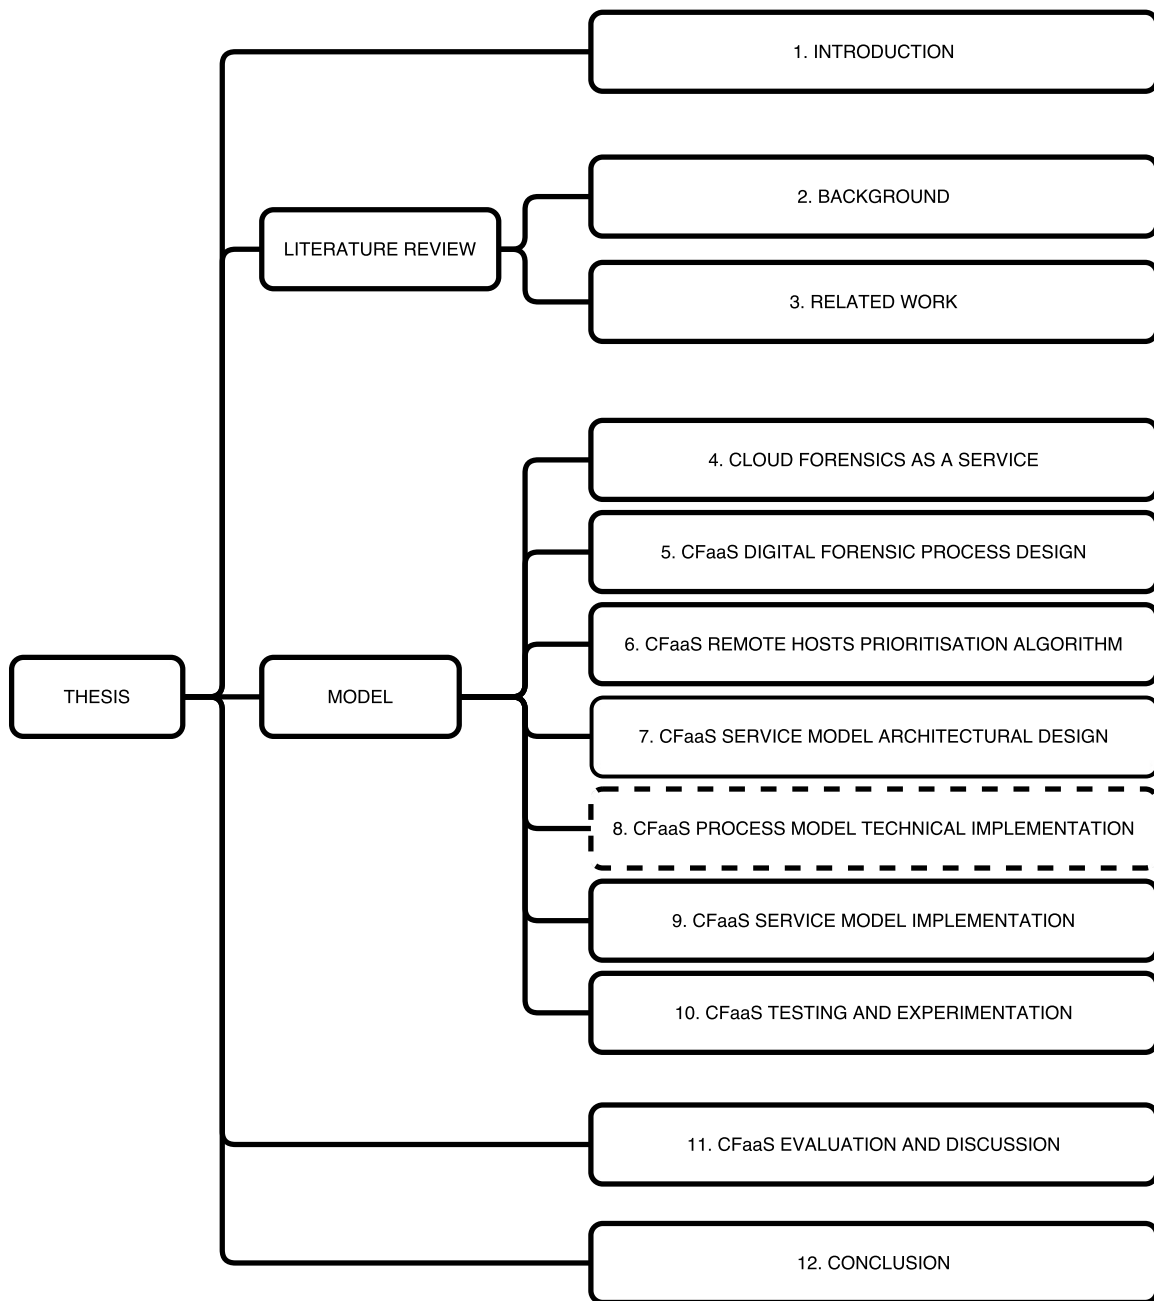 1. INTRODUCTION
2. BACKGROUND
LITERATURE REVIEW
3. RELATED WORK
4. CLOUD FORENSICS AS A SERVICE
5. CFaaS DIGITAL FORENSIC PROCESS DESIGN
6. CFaaS REMOTE HOSTS PRIORITISATION ALGORITHM
THESIS
MODEL
7. CFaaS SERVICE MODEL ARCHITECTURAL DESIGN
8. CFaaS PROCESS MODEL TECHNICAL IMPLEMENTATION
9. CFaaS SERVICE MODEL IMPLEMENTATION
10. CFaaS TESTING AND EXPERIMENTATION
11. CFaaS EVALUATION AND DISCUSSION
12. CONCLUSION